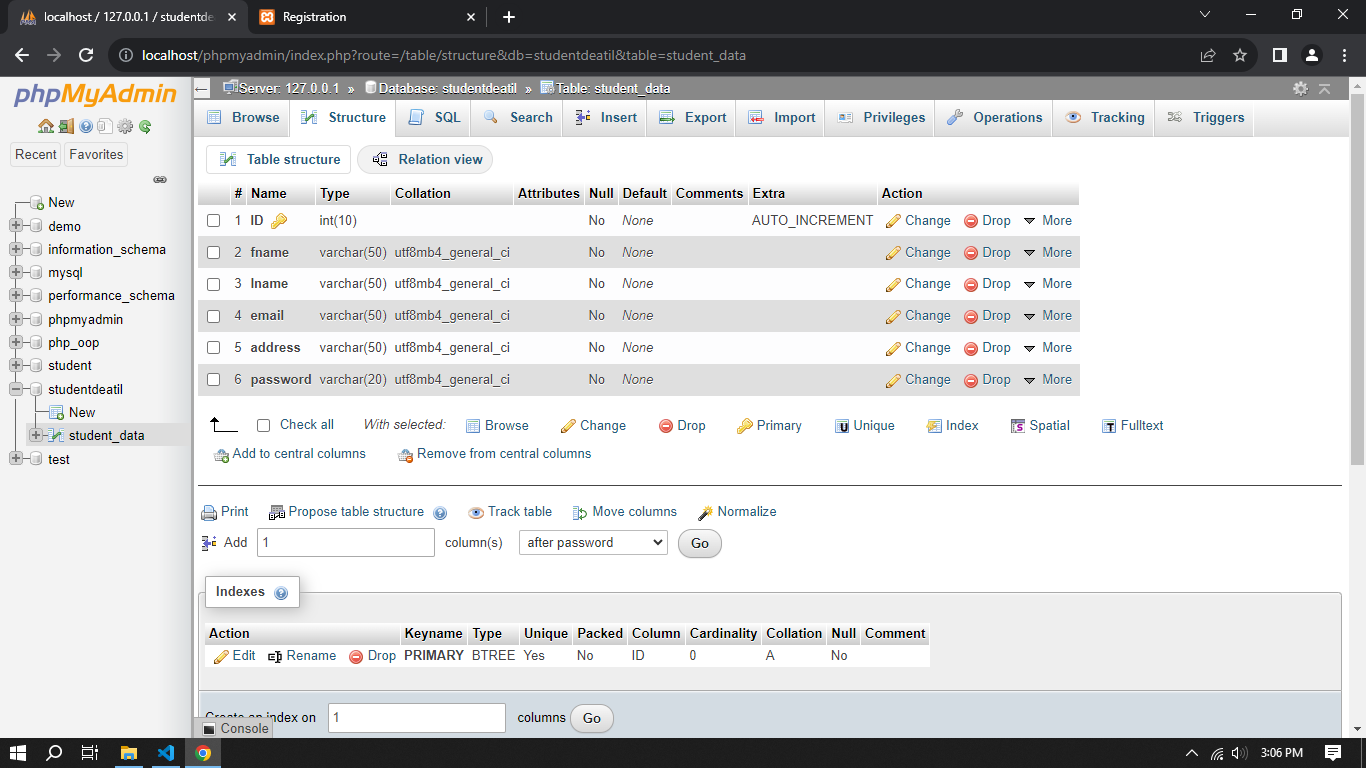 localhost / 127.0.0.1 / studentde
Registration
localhost/phpmyadmin/index.php?route=/table/structure&db=studentdeatil&table=student_data
phpMyAdmin
Recent Favorites
New
demo
information_schema
mysql
performance_schema
phpmyadmin
php_oop
student
studentdeatil
New
student_data
test
Server: 127.0.0.1 » Database: studentdeatil » Table: student_data
Browse Structure SQL Search Insert Export Import Privileges Operations Tracking Triggers
Table structure Relation view
# Name Type Collation Attributes Null Default Comments Extra Action
1 ID int(10) No None AUTO_INCREMENT Change Drop More
2 fname varchar(50) utf8mb4_general_ci No None Change Drop More
3 lname varchar(50) utf8mb4_general_ci No None Change Drop More
4 email varchar(50) utf8mb4_general_ci No None Change Drop More
5 address varchar(50) utf8mb4_general_ci No None Change Drop More
6 password varchar(20) utf8mb4_general_ci No None Change Drop More
Check all With selected: Browse Change Drop Primary Unique Index Spatial Fulltext
Add to central columns Remove from central columns
Print Propose table structure Track table Move columns Normalize
Add 1 column(s) after password Go
Indexes
Action Keyname Type Unique Packed Column Cardinality Collation Null Comment
Edit Rename Drop PRIMARY BTREE Yes No ID 0 A No
Create an index on 1 columns Go
Console
3:06 PM